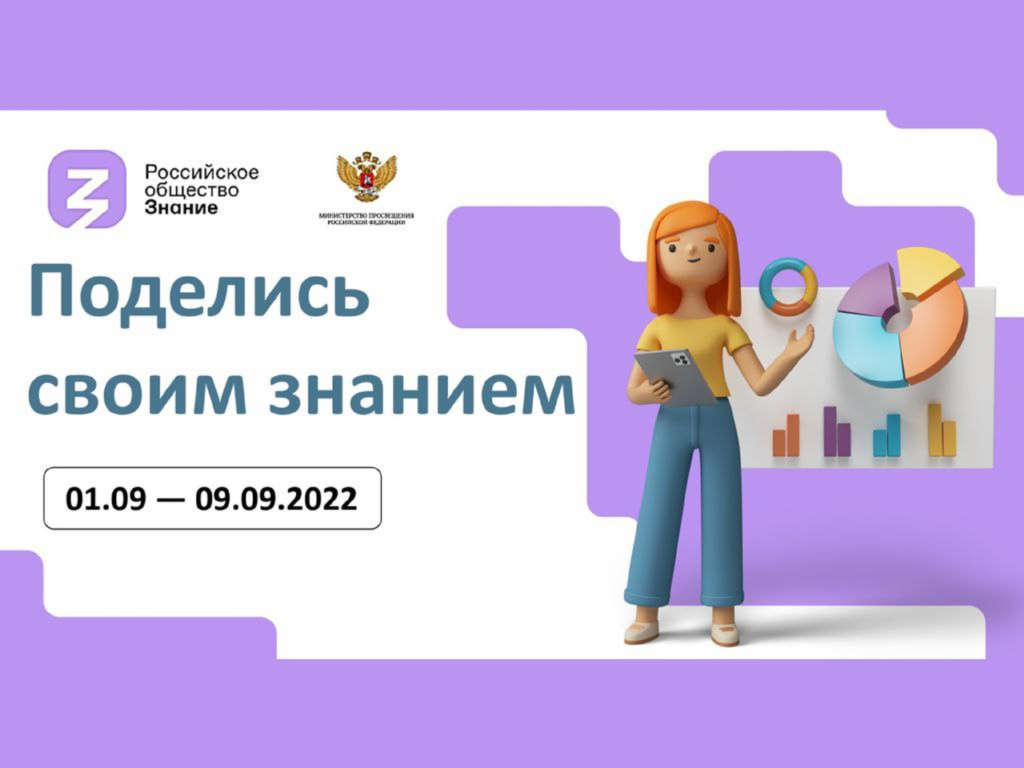 Российское
общество
Знание
МИНИСТЕРСТВО ПРОСВЕЩЕНИЯ
РОССИЙСКОЙ ФЕДЕРАЦИИ
Поделись
своим знанием
01.09 — 09.09.2022